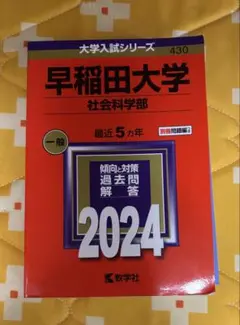 大学入試シリーズ
430
早稲田大学
社会科学部
最近5カ年
別冊問題編
一般
傾向と対策
過去問
解答
2024
教学社